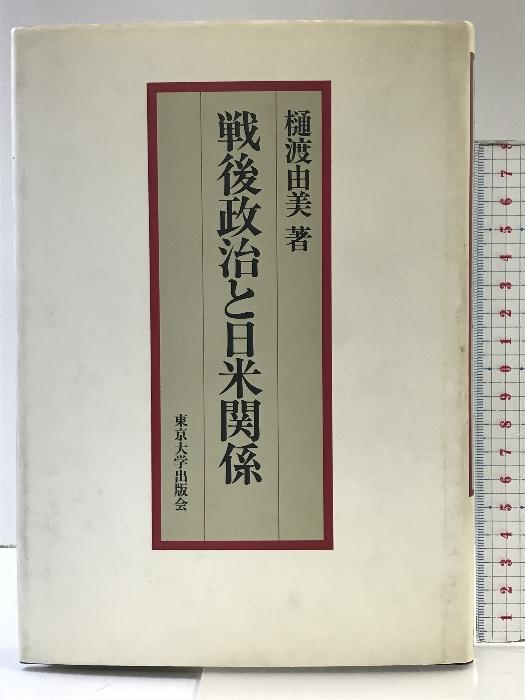 樋渡由美 著
戦後政治と日米関係
東京大学出版会